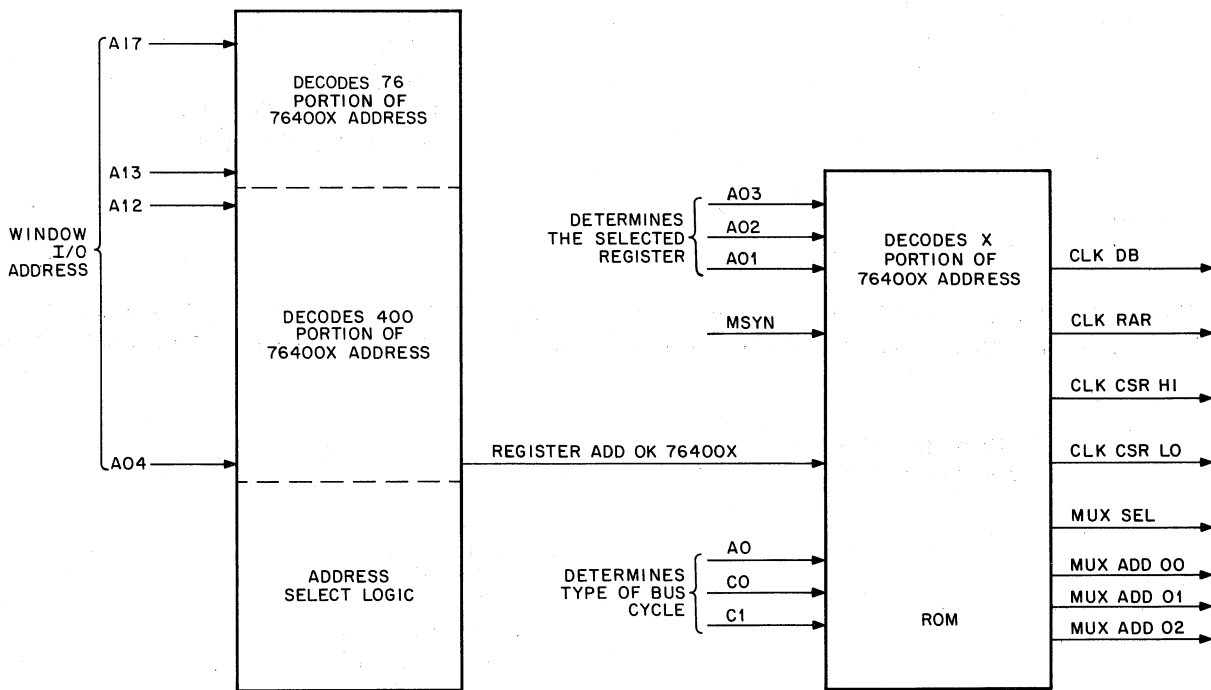 A17
DECODES 76
PORTION OF
76400X ADDRESS
A13
A12
WINDOW
I/O
ADDRESS
DECODES 400
PORTION OF
76400X ADDRESS
A04
REGISTER ADD OK 76400X
ADDRESS
SELECT LOGIC
DETERMINES
THE SELECTED
REGISTER
A03
A02
A01
MSYN
DETERMINES
TYPE OF BUS
CYCLE
A0
C0
C1
DECODES X
PORTION OF
76400X ADDRESS
ROM
CLK DB
CLK RAR
CLK CSR HI
CLK CSR LO
MUX SEL
MUX ADD 00
MUX ADD 01
MUX ADD 02